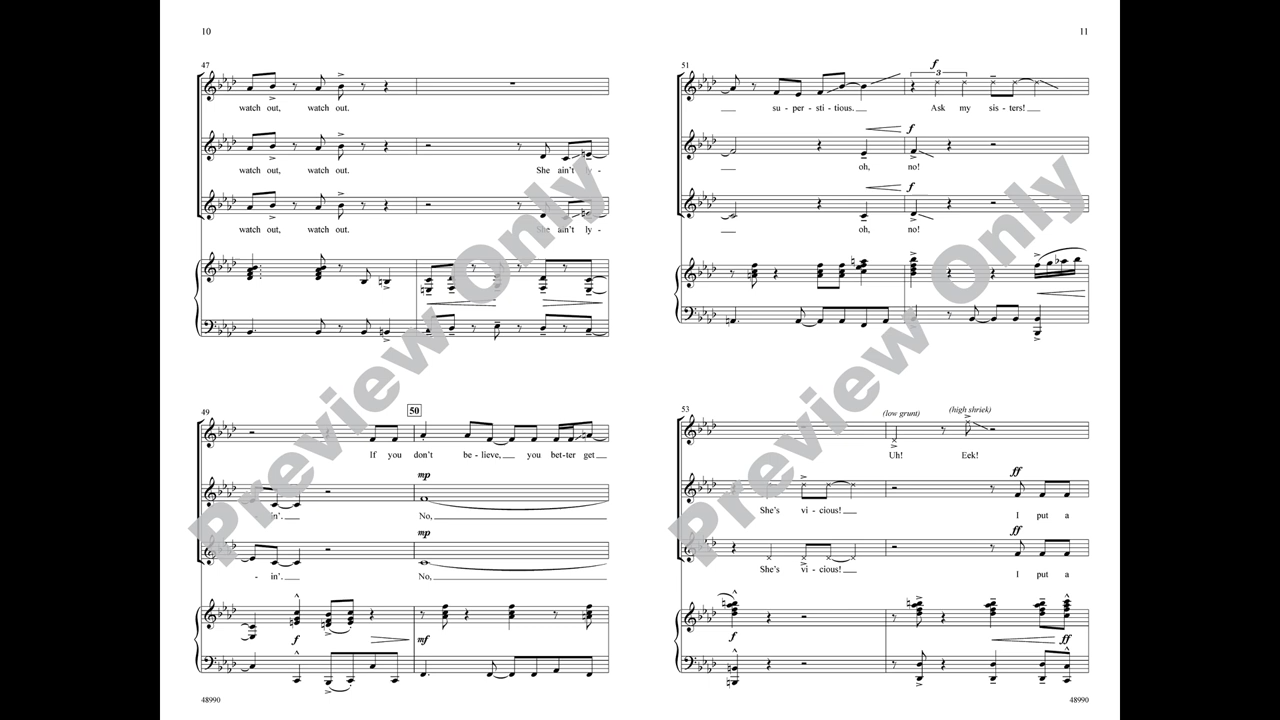 10
47
watch out, watch out.
watch out, watch out. She ain't ly -
watch out, watch out. She ain't ly -
49
50
If you don't be - lieve, you bet - ter get
mp
- in'. No,
mp
- in'. No,
f mf
48990
11
51
f
3
su - per - sti - tious. Ask my sis - ters!
f
oh, no!
f
oh, no!
53
(low grunt) (high shriek)
Uh! Eek!
ff
She's vi - cious! I put a
ff
She's vi - cious! I put a
f ff
48990
Preview Only
Preview Only